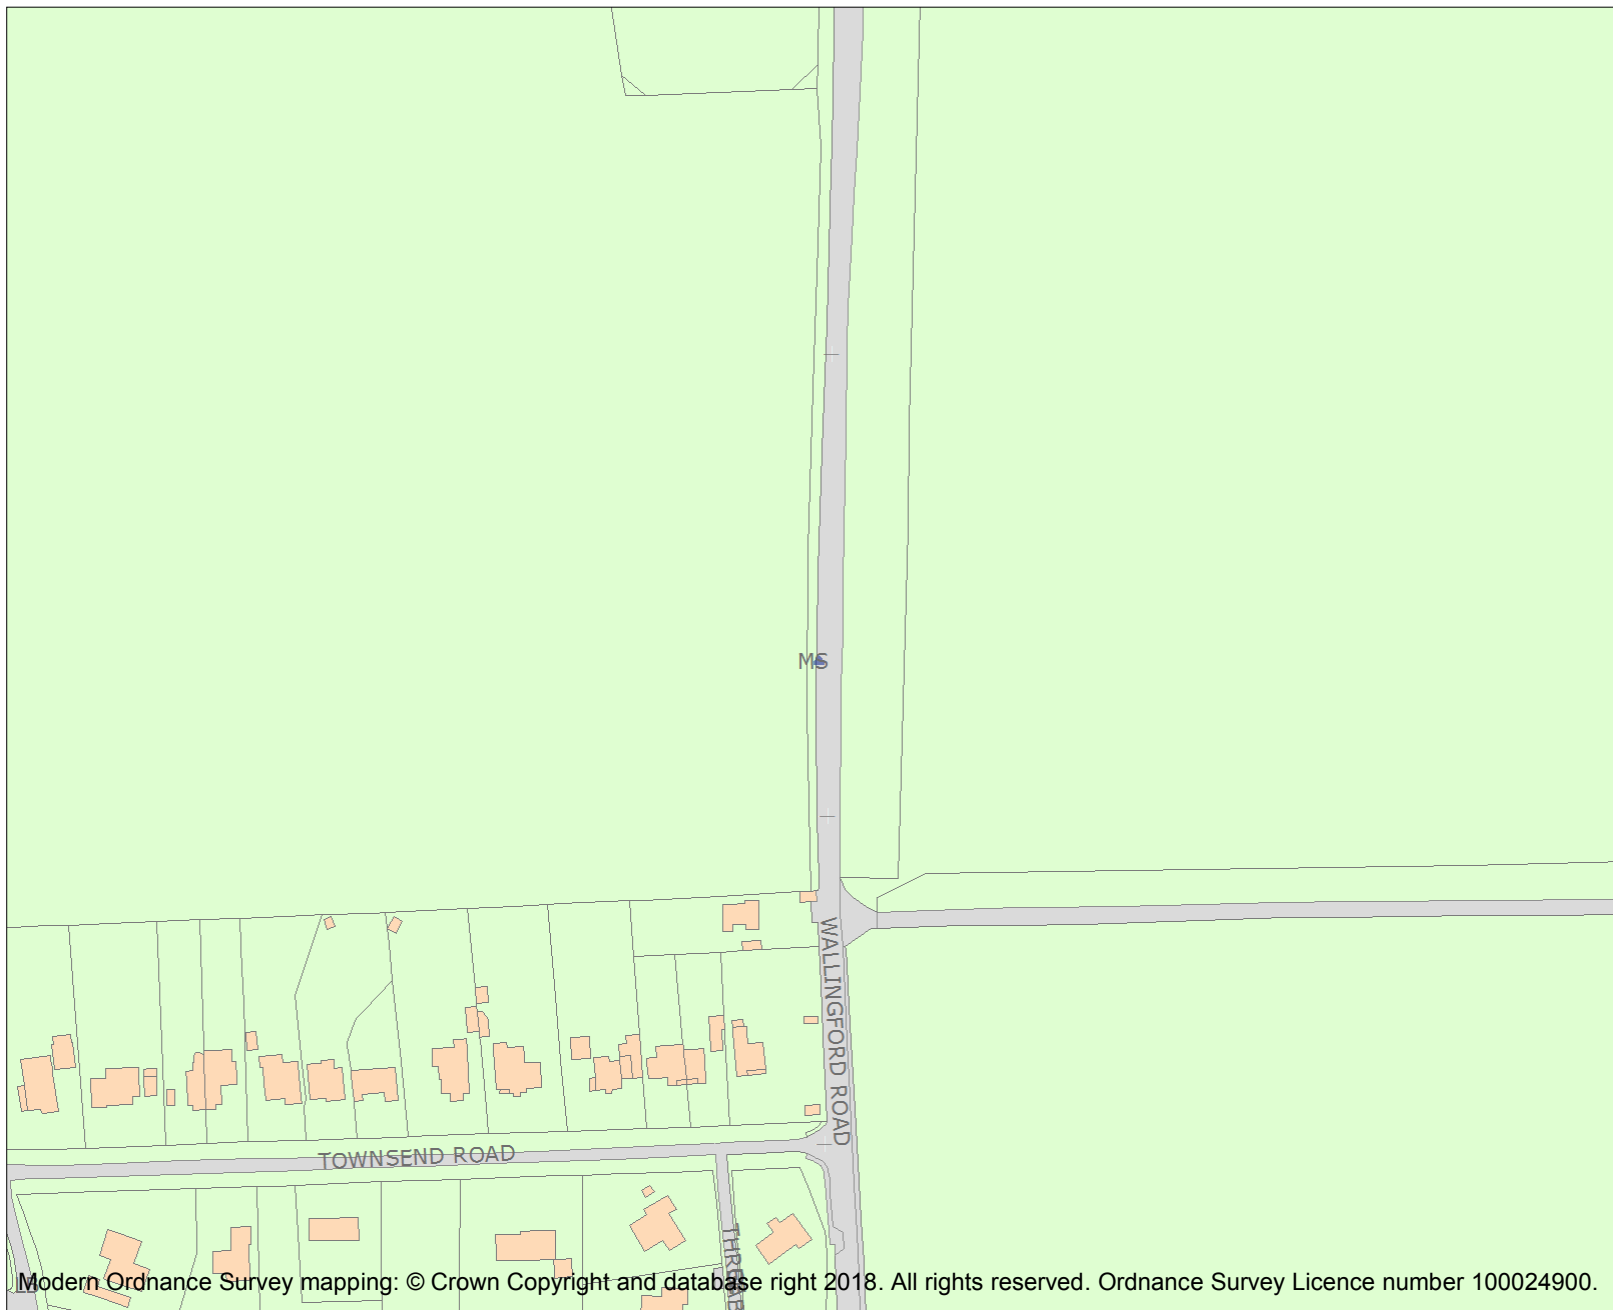 MS
WALLINGFORD ROAD
TOWNSEND ROAD
Modern Ordnance Survey mapping: © Crown Copyright and database right 2018. All rights reserved. Ordnance Survey Licence number 100024900.